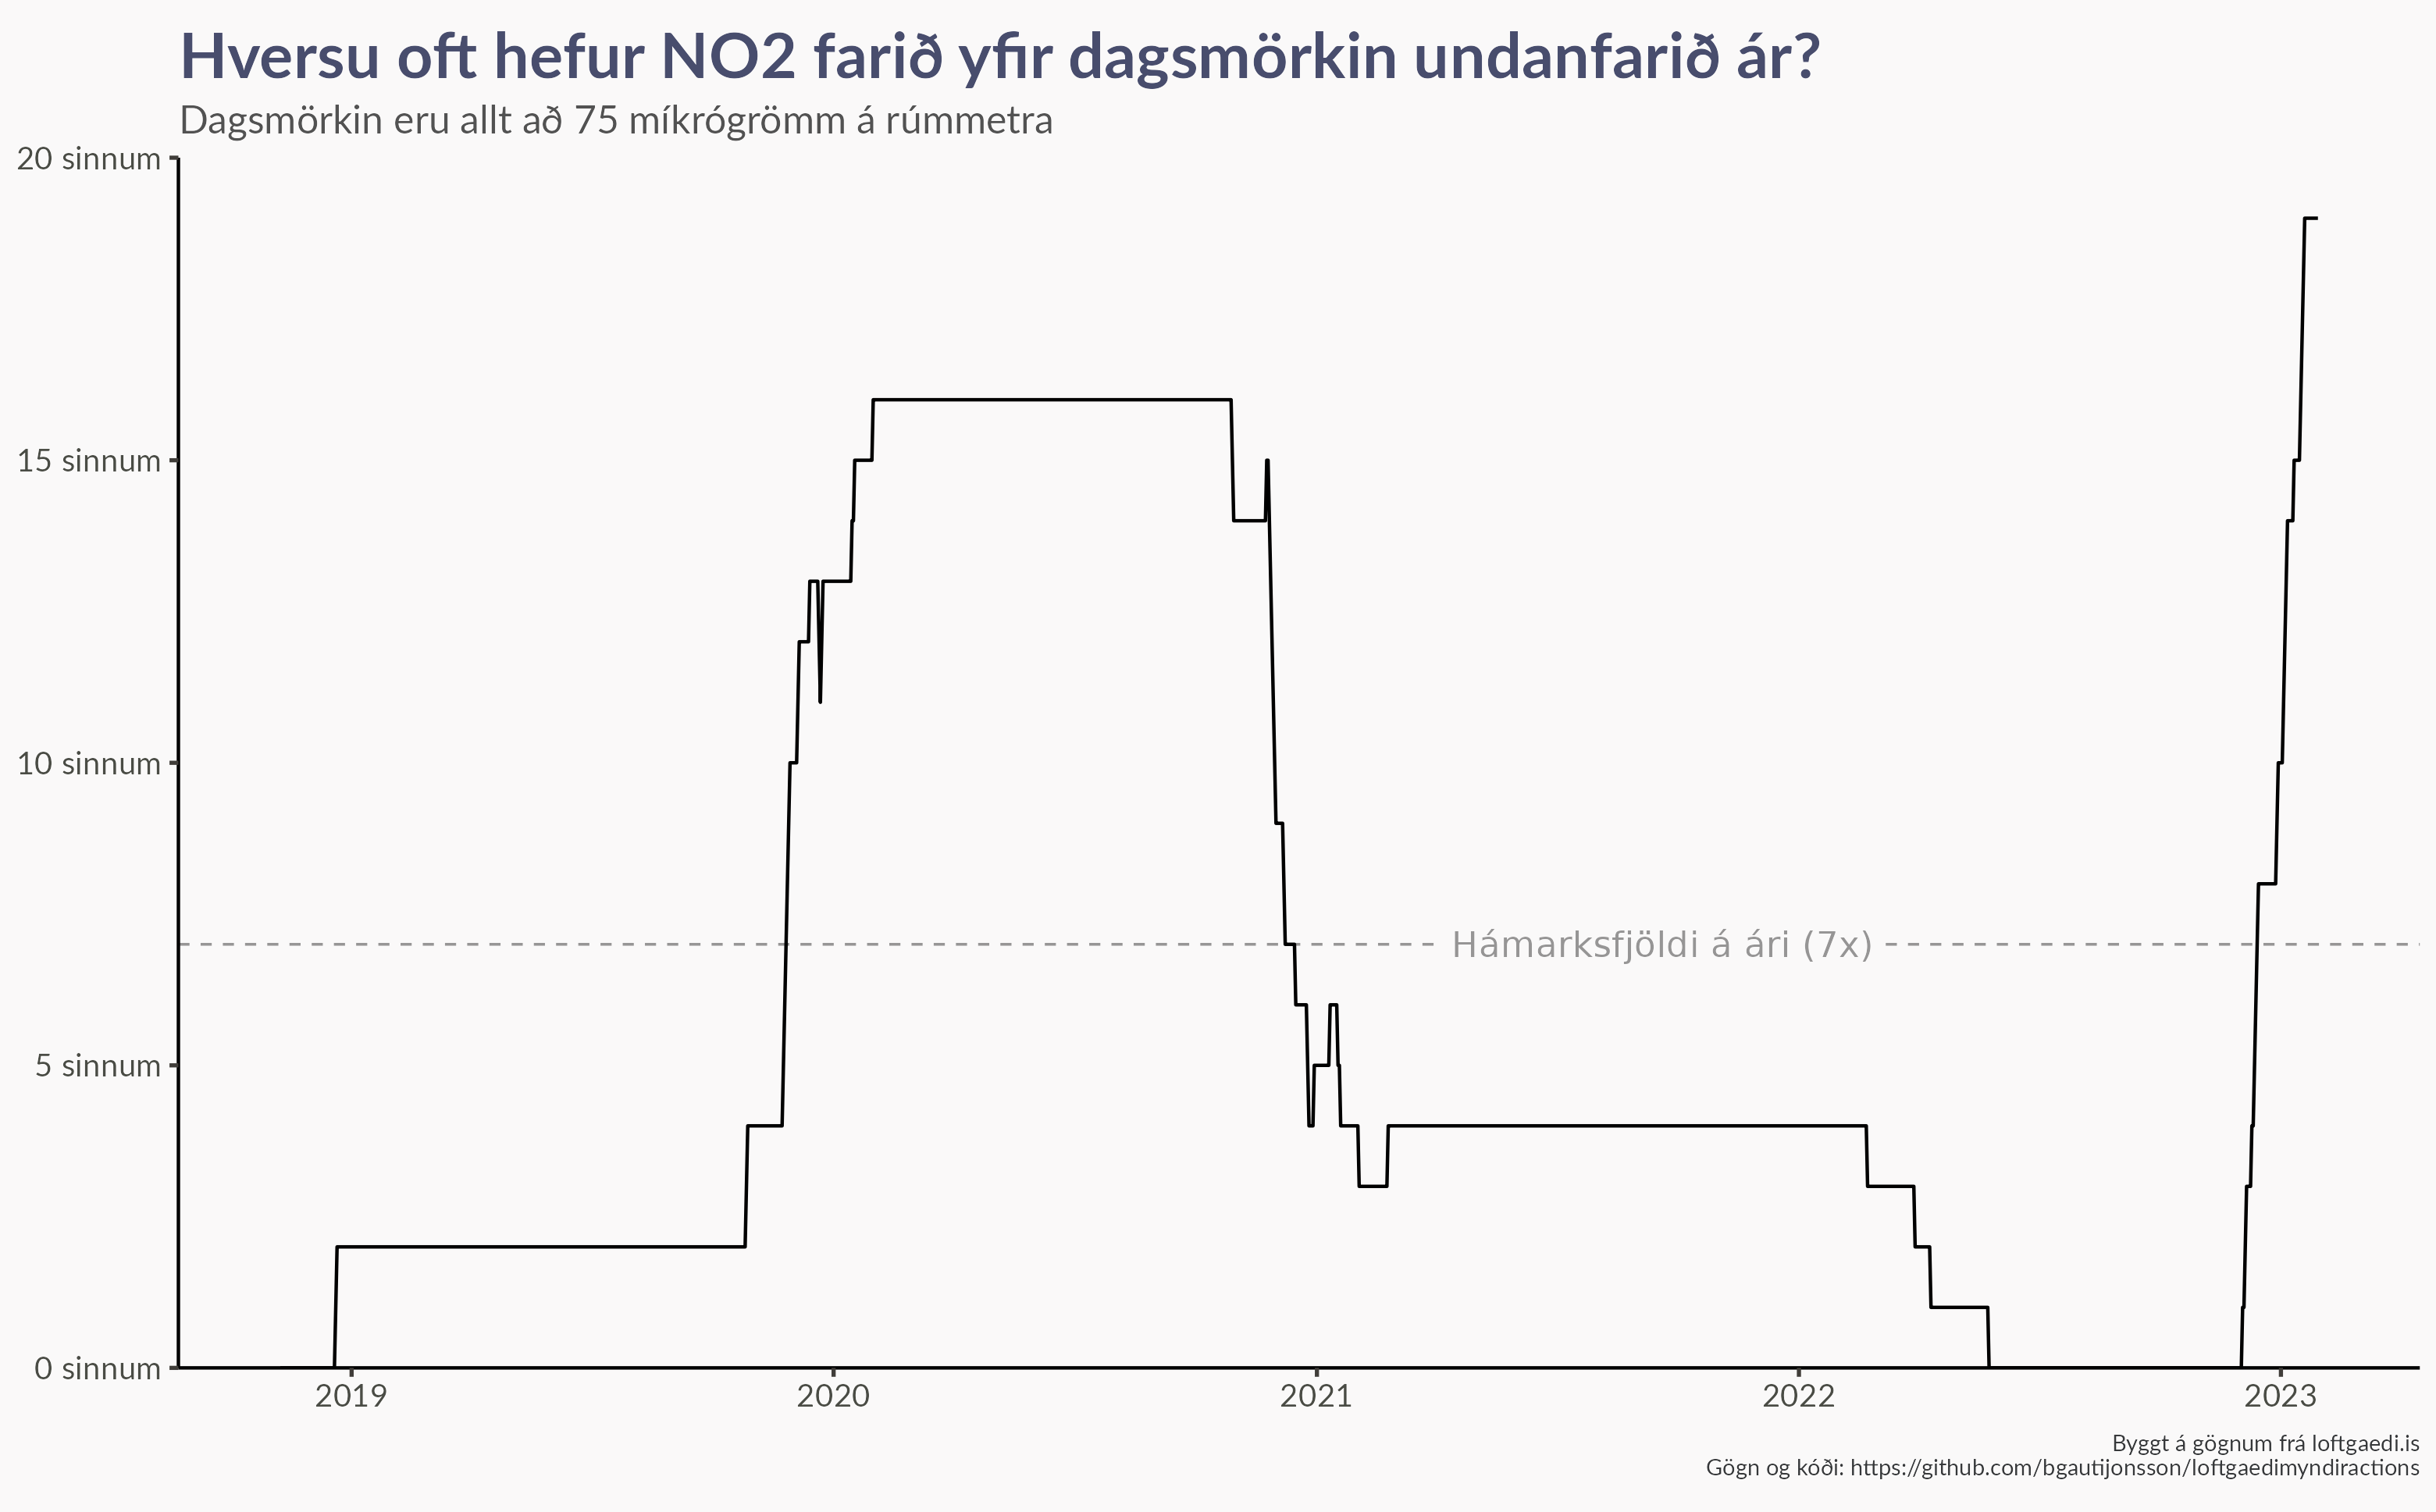 Hversu oft hefur NO2 farið yfir dagsmörkin undanfarið ár?
Dagsmörkin eru allt að 75 míkrógrömm á rúmmetra
20 sinnum
15 sinnum
10 sinnum
5 sinnum
0 sinnum
Hámarksfjöldi á ári (7x)
2019
2020
2021
2022
2023
Byggt á gögnum frá loftgaedi.is
Gögn og kóði: https://github.com/bgautijonsson/loftgaedimyndiractions